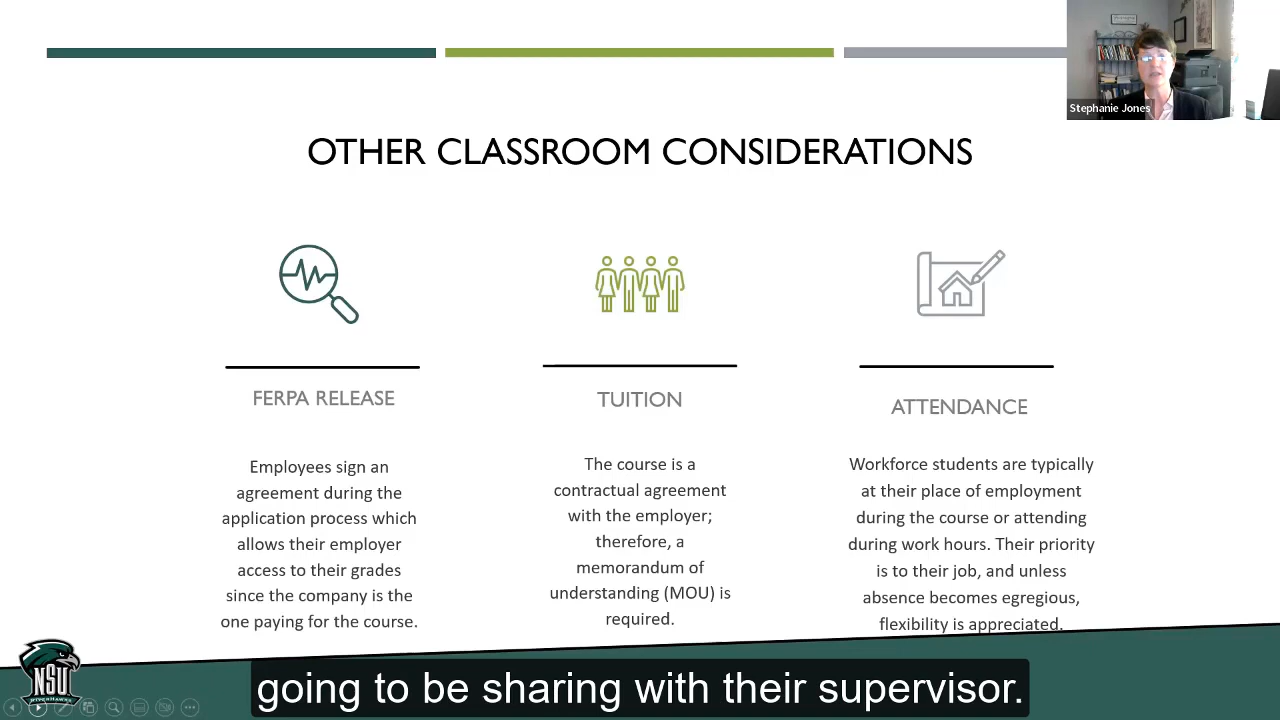 Stephanie Jones
OTHER CLASSROOM CONSIDERATIONS
FERPA RELEASE
Employees sign an
agreement during the
application process which
allows their employer
access to their grades
since the company is the
one paying for the course.
TUITION
The course is a
contractual agreement
with the employer;
therefore, a
memorandum of
understanding (MOU) is
required.
ATTENDANCE
Workforce students are typically
at their place of employment
during the course or attending
during work hours. Their priority
is to their job, and unless
absence becomes egregious,
flexibility is appreciated.
NSU
RIVERHAWKS
going to be sharing with their supervisor.